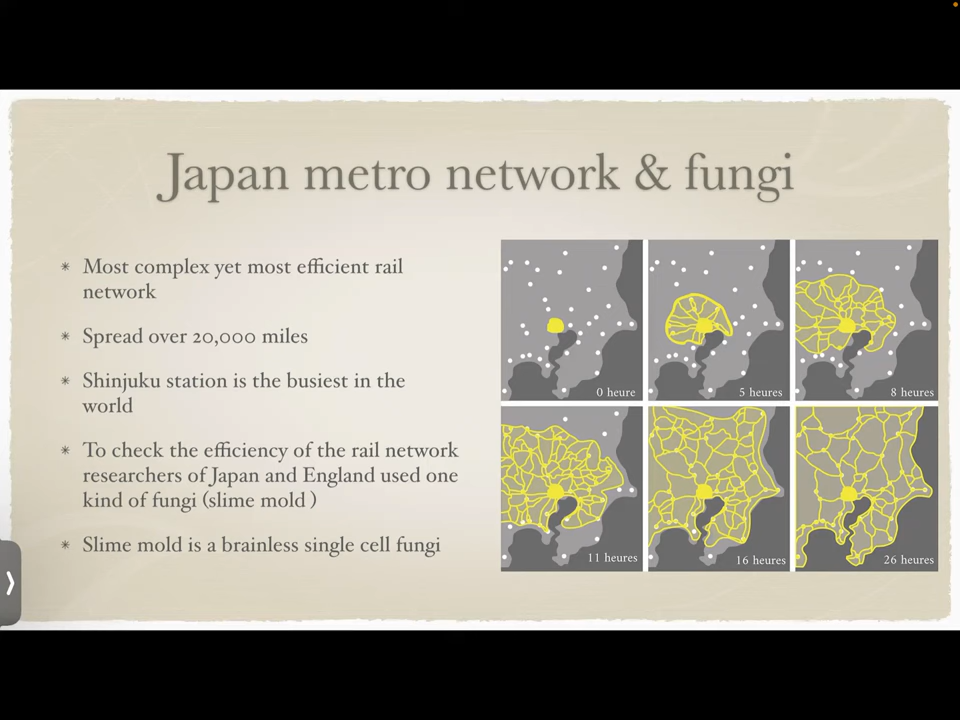 Japan metro network & fungi
* Most complex yet most efficient rail
network
* Spread over 20,000 miles
* Shinjuku station is the busiest in the
world
* To check the efficiency of the rail network
researchers of Japan and England used one
kind of fungi (slime mold )
* Slime mold is a brainless single cell fungi
0 heure
5 heures
8 heures
11 heures
16 heures
26 heures